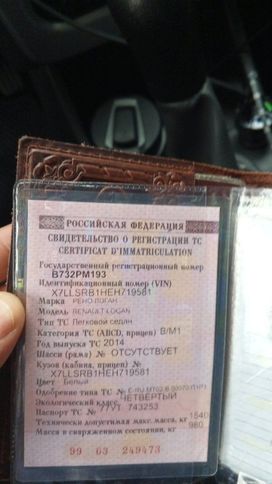 РОССИЙСКАЯ ФЕДЕРАЦИЯ
СВИДЕТЕЛЬСТВО О РЕГИСТРАЦИИ ТС
CERTIFICAT D'IMMATRICULATION
Государственный регистрационный номер
В732РМ193
Идентификационный номер (VIN)
X7LLSRB1HEH719581
Марка РЕНО ЛОГАН
Модель RENAULT LOGAN
Тип ТС Легковой седан
Категория ТС (ABCD, прицеп) B/M1
Год выпуска ТС 2014
Шасси (рама) № ОТСУТСТВУЕТ
Кузов (кабина, прицеп) №
X7LLSRB1HEH719581
Цвет Белый
Одобрение типа ТС №
Экологический класс ЧЕТВЕРТЫЙ
Паспорт ТС 743253
Технически допустимая макс. масса, кг 1540
Масса в снаряженном состоянии, кг 980
99 03 249473